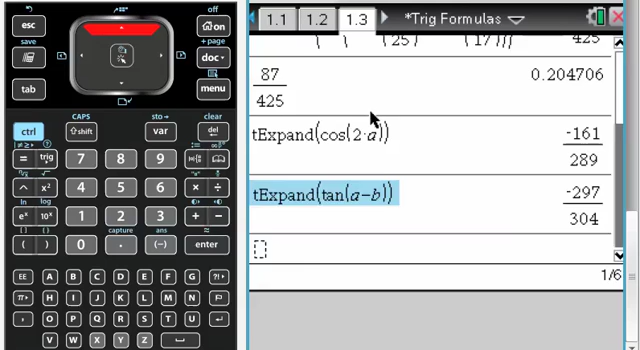 off
esc
on
save
+ page
doc
tab
menu
CAPS
sto→
clear
ctrl
shift
var
del
= trig 7 8 9
^ x² 4 5 6 × ÷
ln log
eˣ 10ˣ 1 2 3 + −
capture ans
( ) 0 . (−) enter
EE A B C D E F G ?!
π H I J K L M N
, O P Q R S T U
V W X Y Z
1.1 1.2 1.3 *Trig Formulas
(25) (17) 425
87
425
0.204706
tExpand(cos(2·a))
-161
289
tExpand(tan(a−b))
-297
304
1/6